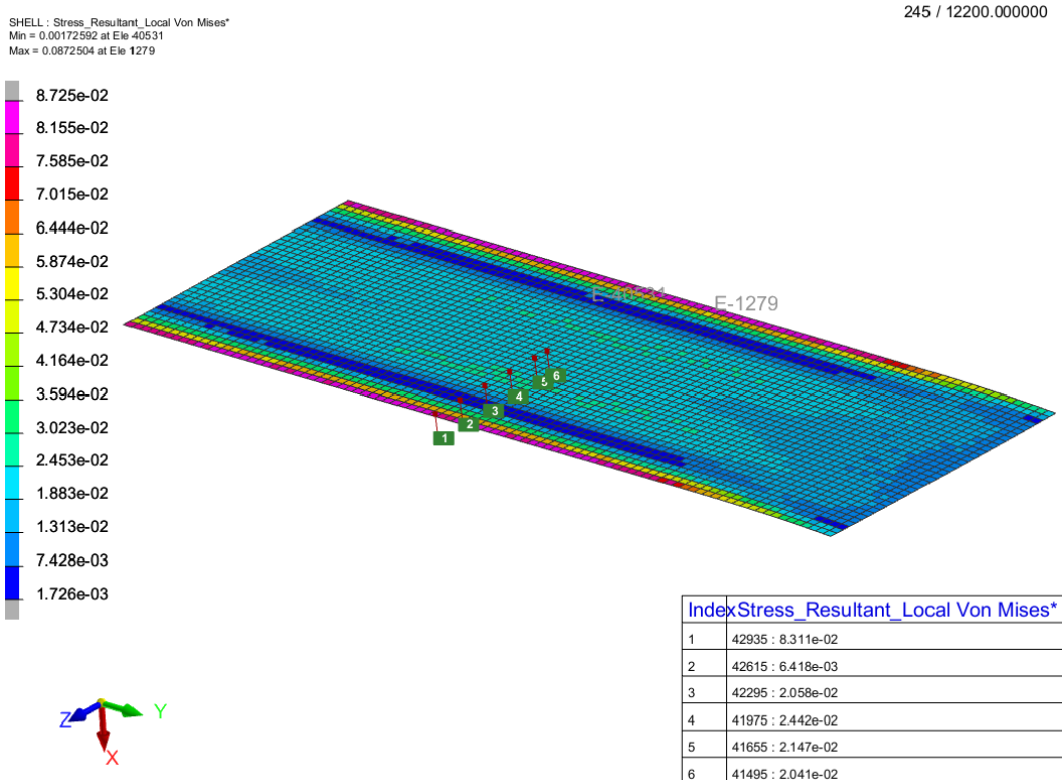 245 / 12200.000000
SHELL : Stress_Resultant_Local Von Mises*
Min = 0.00172592 at Ele 40531
Max = 0.0872504 at Ele 1279
8.725e-02
8.155e-02
7.585e-02
7.015e-02
6.444e-02
5.874e-02
5.304e-02
4.734e-02
4.164e-02
3.594e-02
3.023e-02
2.453e-02
1.883e-02
1.313e-02
7.428e-03
1.726e-03
E-40531
E-1279
6
5
4
3
2
1
Index Stress_Resultant_Local Von Mises*
1 42935 : 8.311e-02
2 42615 : 6.418e-03
3 42295 : 2.058e-02
4 41975 : 2.442e-02
5 41655 : 2.147e-02
6 41495 : 2.041e-02
Z
Y
X